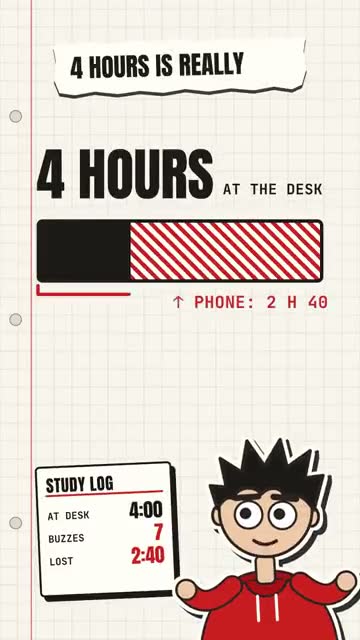 4 HOURS IS REALLY
4 HOURS AT THE DESK
↑ PHONE: 2 H 40
STUDY LOG
AT DESK 4:00
BUZZES 7
LOST 2:40